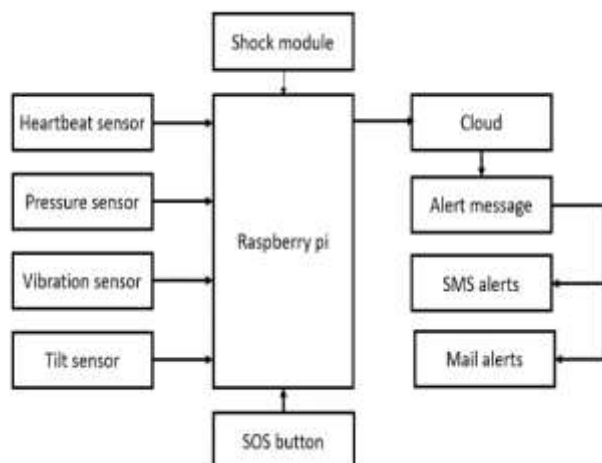 Shock module
Heartbeat sensor
Cloud
Pressure sensor
Alert message
Raspberry pi
Vibration sensor
SMS alerts
Tilt sensor
Mail alerts
SOS button